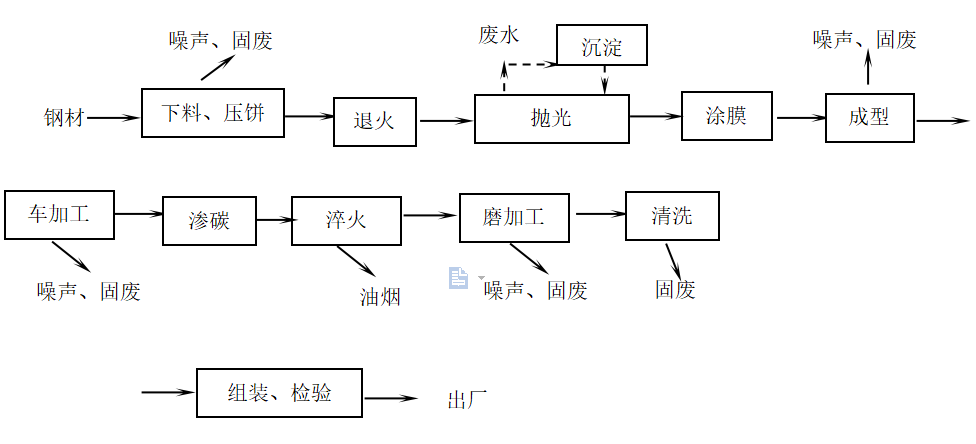 废水
沉淀
噪声、固废
噪声、固废
钢材
下料、压饼
退火
抛光
涂膜
成型
车加工
渗碳
淬火
磨加工
清洗
噪声、固废
油烟
噪声、固废
固废
组装、检验
出厂